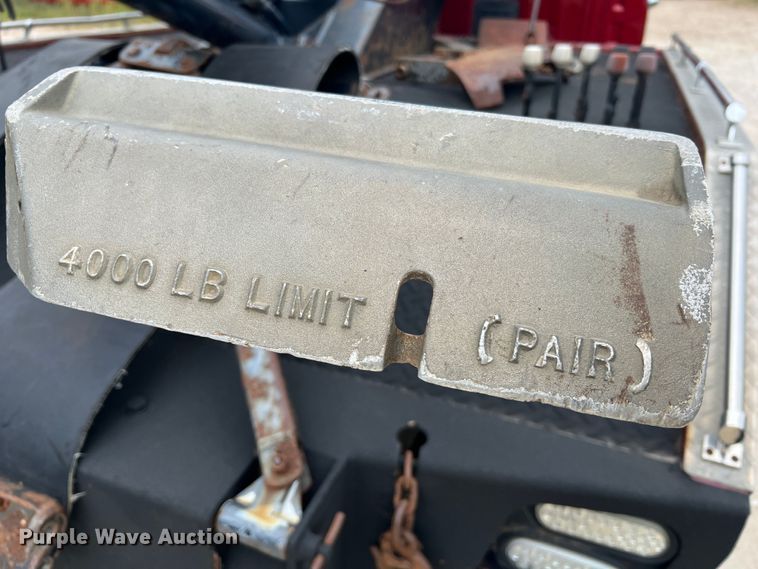 4000 LB LIMIT (PAIR)
Purple Wave Auction